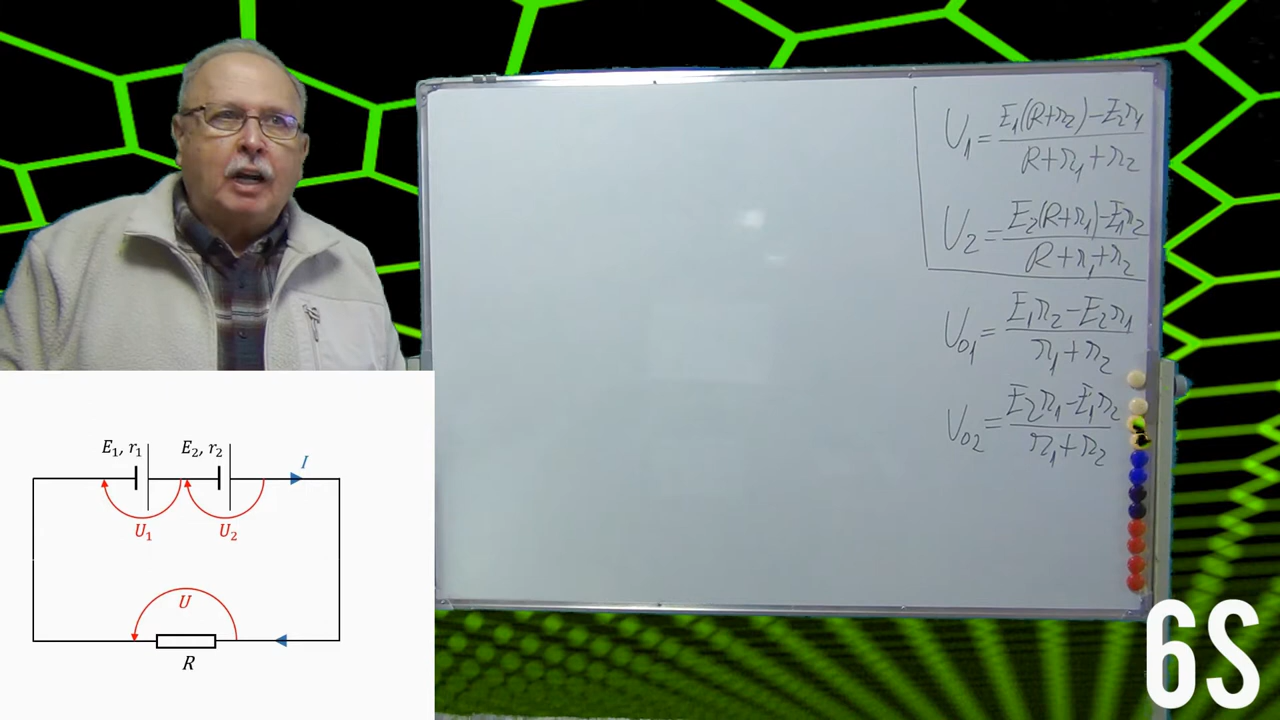 U₁ = (E₁(R+r₂) − E₂r₁) / (R+r₁+r₂)
U₂ = (E₂(R+r₁) − E₁r₂) / (R+r₁+r₂)
U₀₁ = (E₁r₂ − E₂r₁) / (r₁+r₂)
U₀₂ = (E₂r₁ − E₁r₂) / (r₁+r₂)
E₁, r₁
E₂, r₂
I
U₁
U₂
U
R
6S